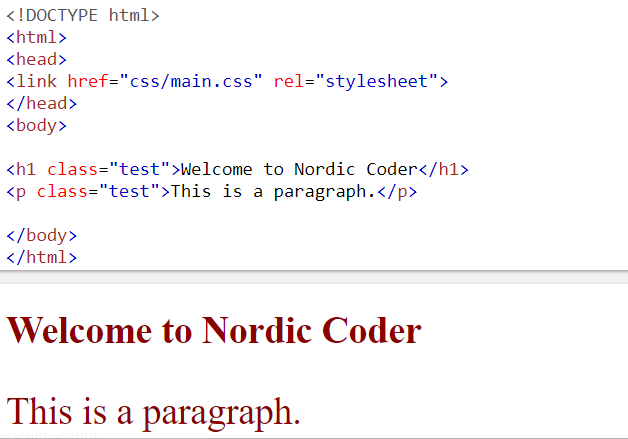 <!DOCTYPE html>
<html>
<head>
<link href="css/main.css" rel="stylesheet">
</head>
<body>
<h1 class="test">Welcome to Nordic Coder</h1>
<p class="test">This is a paragraph.</p>
</body>
</html>
Welcome to Nordic Coder
This is a paragraph.